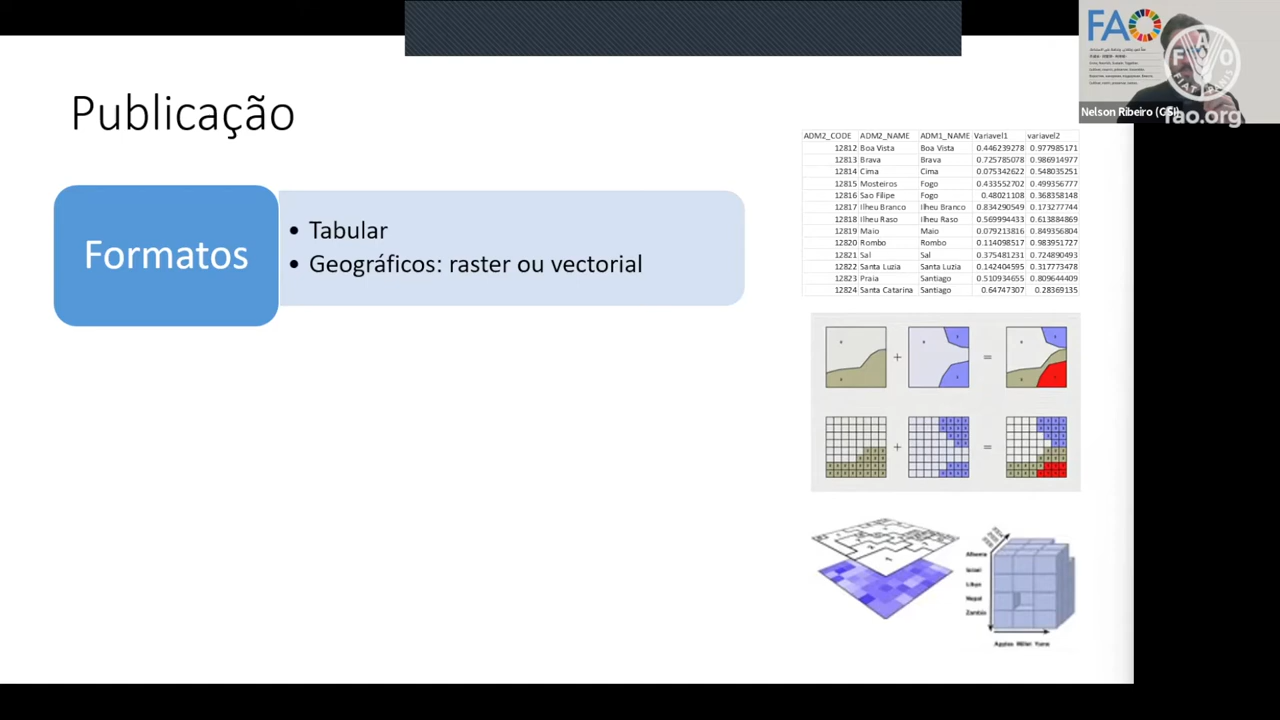 Publicação
Formatos
• Tabular
• Geográficos: raster ou vectorial
ADM2_CODE ADM2_NAME ADM1_NAME Variavel1 variavel2
12812 Boa Vista Boa Vista 0.446239278 0.977985171
12813 Brava Brava 0.725785078 0.986914977
12814 Cima Cima 0.075342622 0.548035251
12815 Mosteiros Fogo 0.433552702 0.499356777
12816 Sao Filipe Fogo 0.48021108 0.368358148
12817 Ilheu Branco Ilheu Branco 0.834290549 0.173277744
12818 Ilheu Raso Ilheu Raso 0.569994433 0.613884869
12819 Maio Maio 0.079213816 0.849356804
12820 Rombo Rombo 0.114098517 0.983951727
12821 Sal Sal 0.375481231 0.724890493
12822 Santa Luzia Santa Luzia 0.142404595 0.317773478
12823 Praia Santiago 0.510934655 0.809644409
12824 Santa Catarina Santiago 0.64747307 0.28369135
+ =
+ =
FAO
FAO
FIAT PANIS
Nelson Ribeiro (CSI)
fao.org